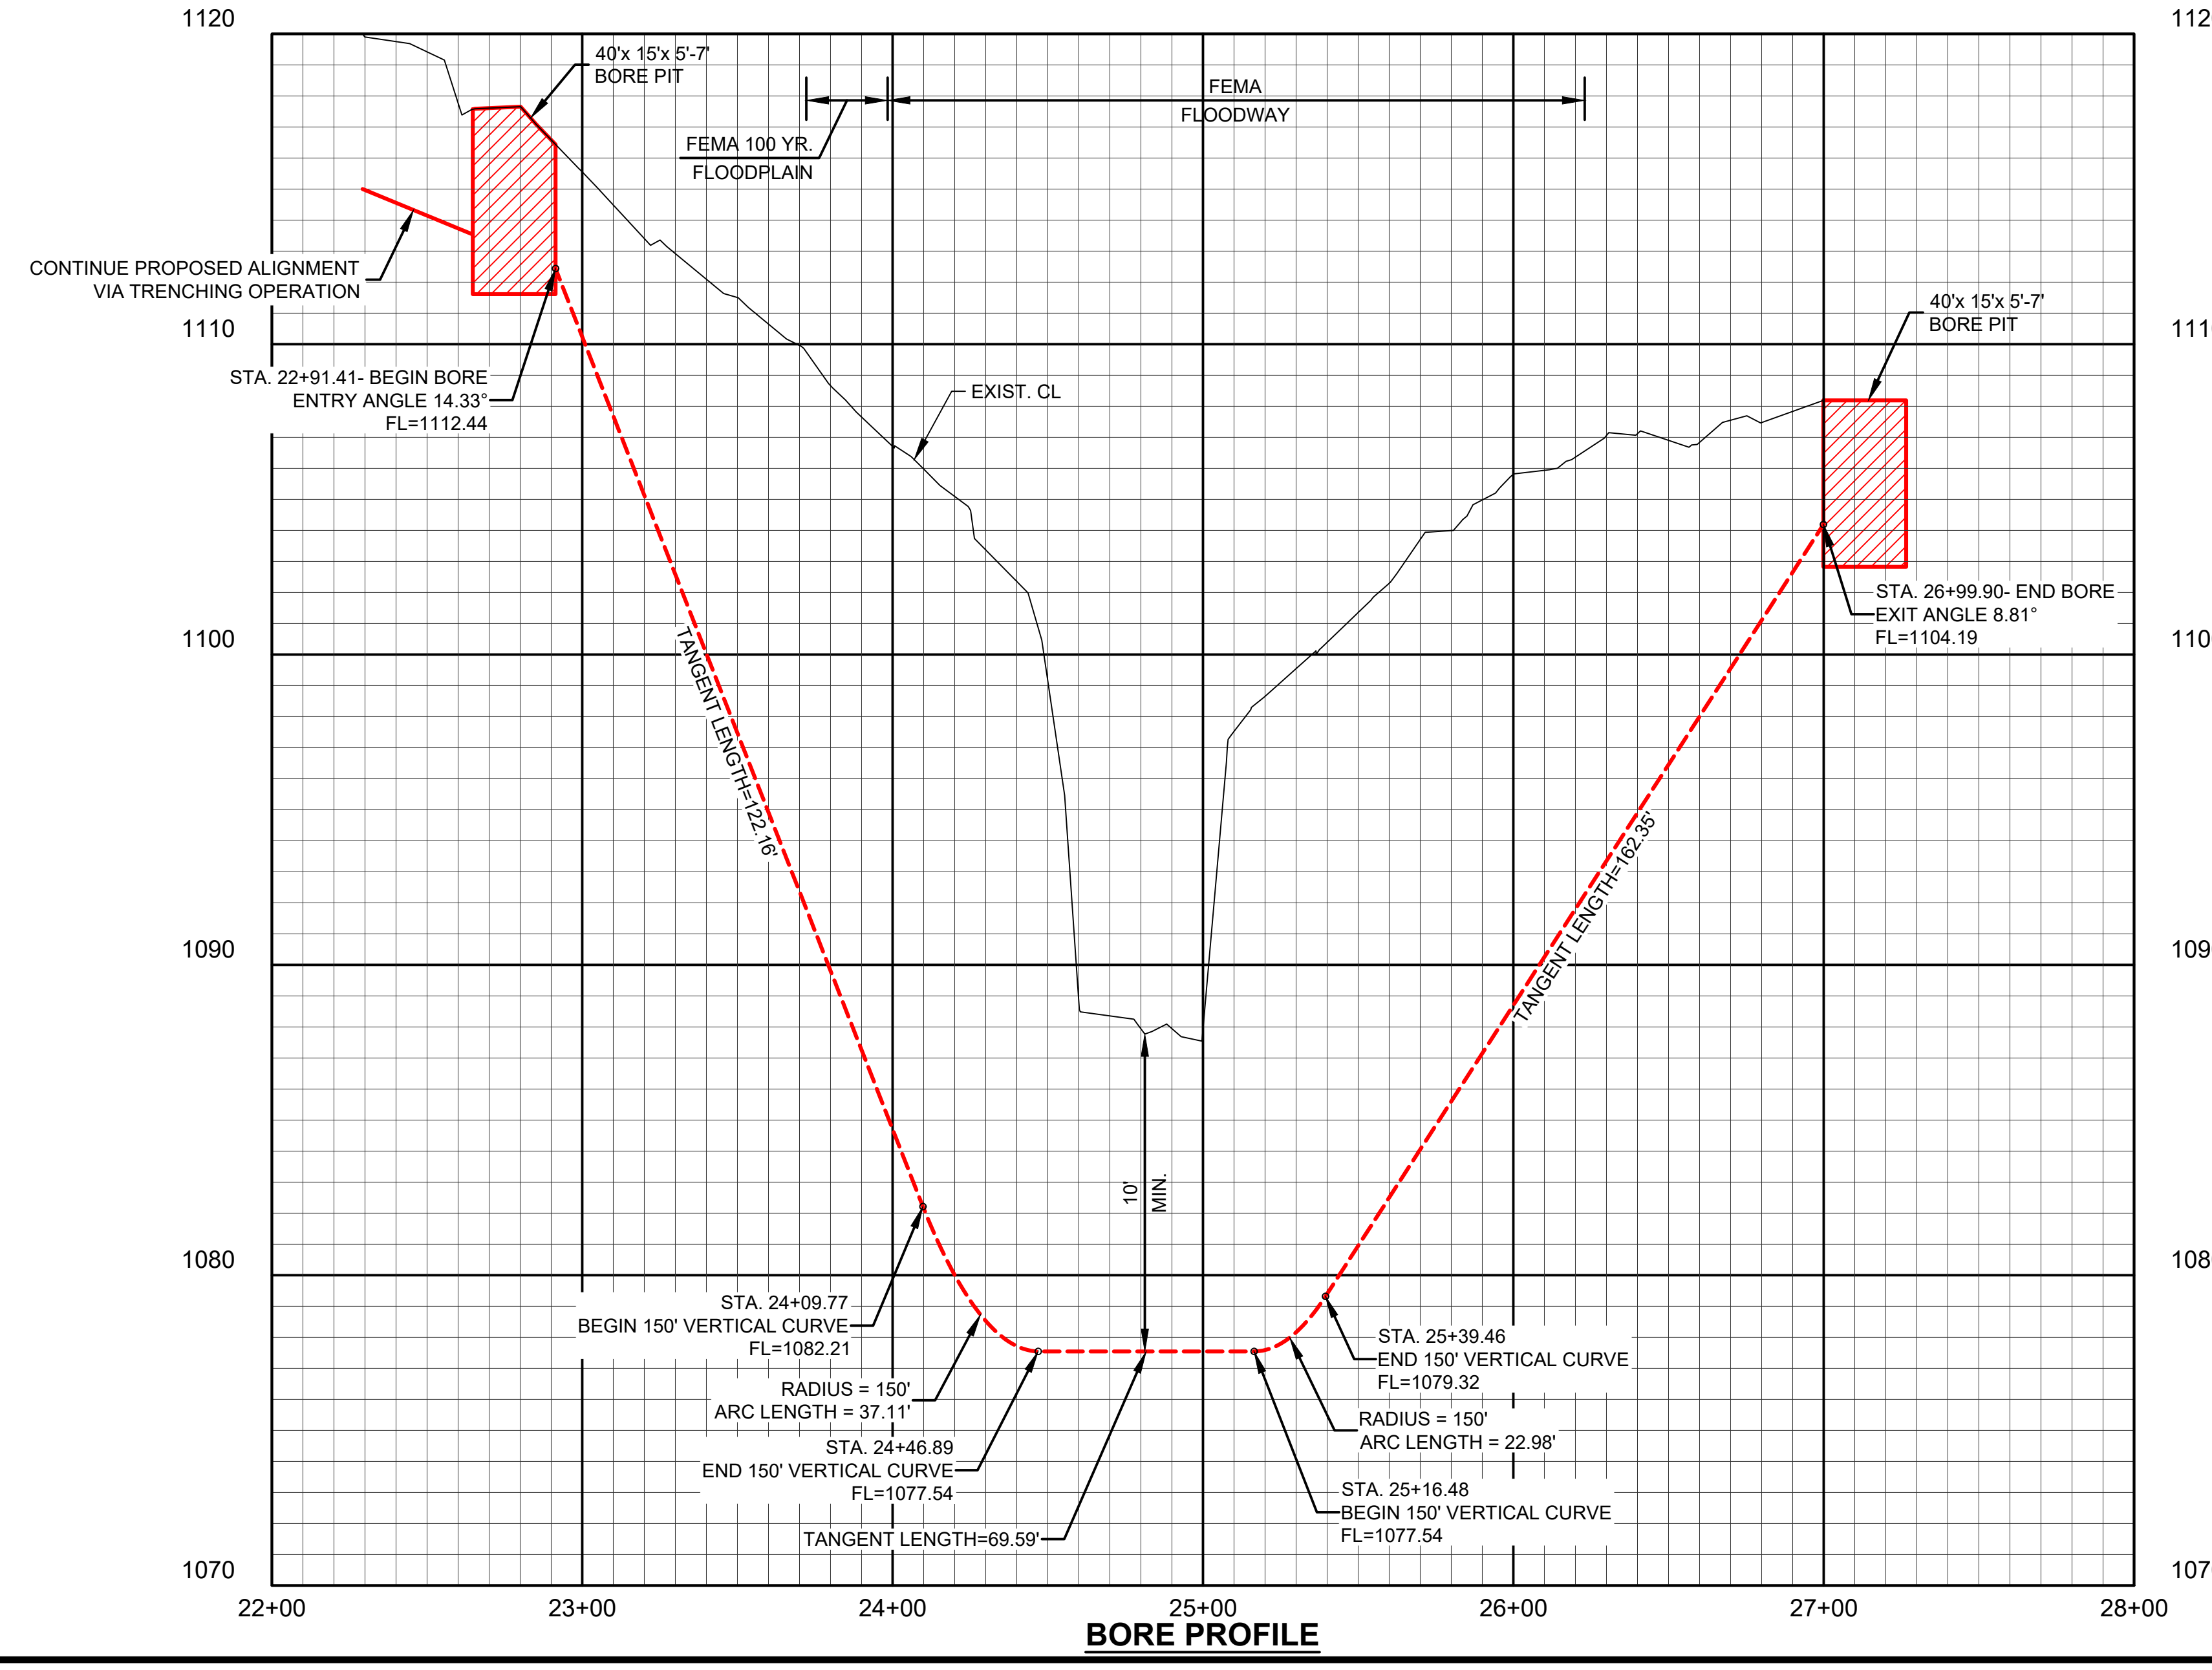 1120
112
40'x 15'x 5'-7'
BORE PIT
FEMA
FLOODWAY
FEMA 100 YR.
FLOODPLAIN
CONTINUE PROPOSED ALIGNMENT
VIA TRENCHING OPERATION
40'x 15'x 5'-7'
BORE PIT
1110
111
STA. 22+91.41- BEGIN BORE
ENTRY ANGLE 14.33°
FL=1112.44
EXIST. CL
STA. 26+99.90- END BORE
EXIT ANGLE 8.81°
FL=1104.19
1100
110
TANGENT LENGTH=122.16'
TANGENT LENGTH=162.35'
1090
109
10'
MIN.
1080
108
STA. 24+09.77
BEGIN 150' VERTICAL CURVE
FL=1082.21
STA. 25+39.46
END 150' VERTICAL CURVE
FL=1079.32
RADIUS = 150'
ARC LENGTH = 37.11'
RADIUS = 150'
ARC LENGTH = 22.98'
STA. 24+46.89
END 150' VERTICAL CURVE
FL=1077.54
STA. 25+16.48
BEGIN 150' VERTICAL CURVE
FL=1077.54
TANGENT LENGTH=69.59'
1070
107
22+00
23+00
24+00
25+00
26+00
27+00
28+00
BORE PROFILE